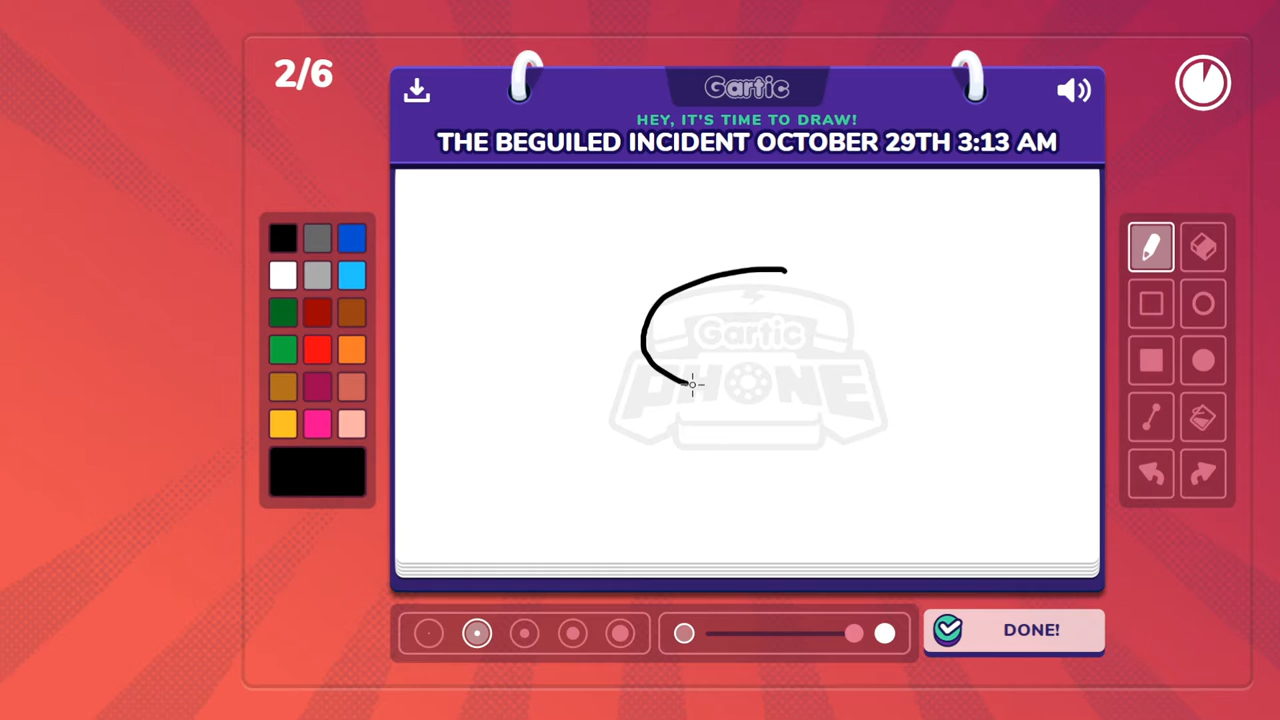 2/6
Gartic
HEY, IT'S TIME TO DRAW!
THE BEGUILED INCIDENT OCTOBER 29TH 3:13 AM
Gartic
PHONE
DONE!